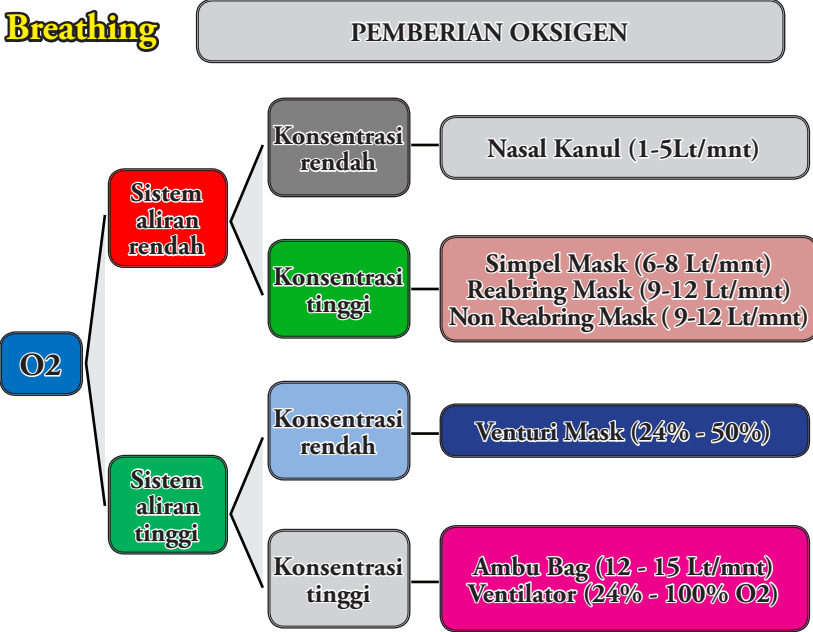 Breathing
PEMBERIAN OKSIGEN
Konsentrasi
rendah
Nasal Kanul (1-5Lt/mnt)
Sistem
aliran
rendah
Konsentrasi
tinggi
Simpel Mask (6-8 Lt/mnt)
Reabring Mask (9-12 Lt/mnt)
Non Reabring Mask ( 9-12 Lt/mnt)
O2
Konsentrasi
rendah
Venturi Mask (24% - 50%)
Sistem
aliran
tinggi
Konsentrasi
tinggi
Ambu Bag (12 - 15 Lt/mnt)
Ventilator (24% - 100% O2)